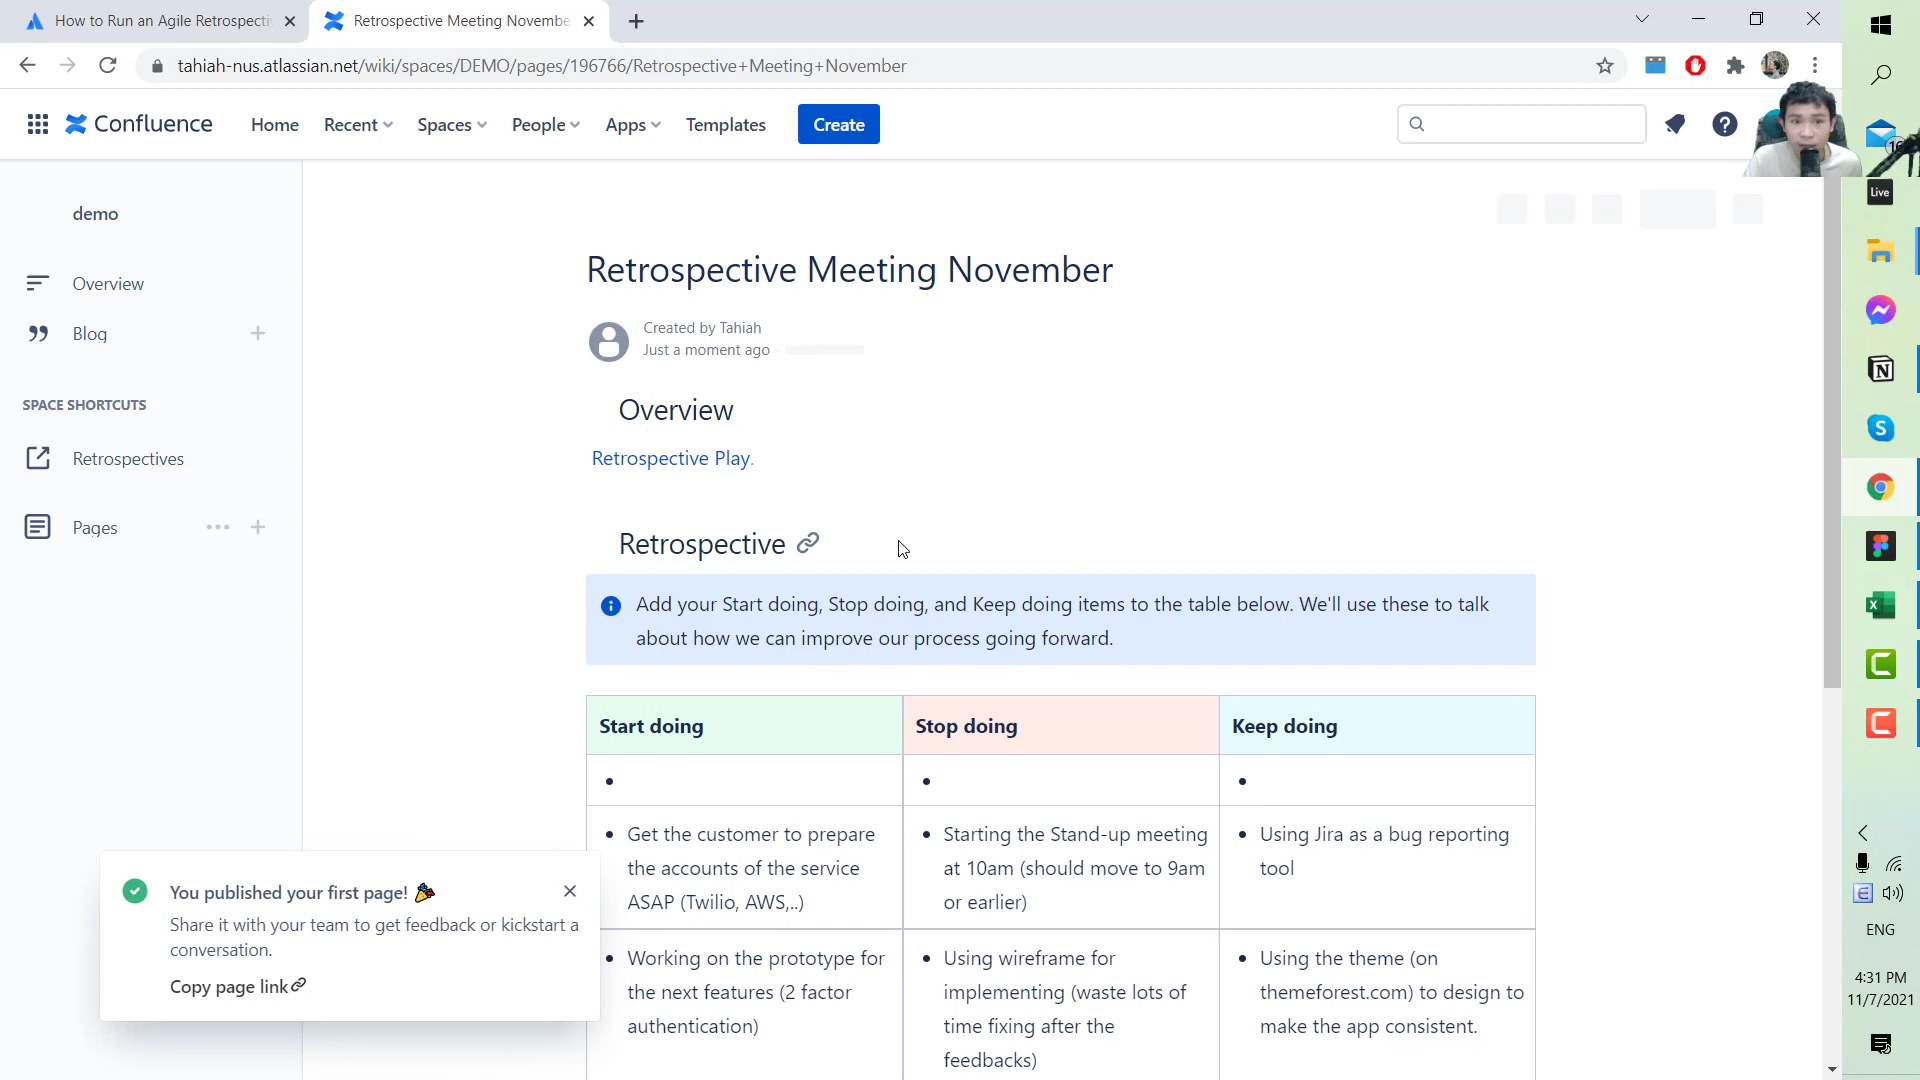 How to Run an Agile Retrospecti
Retrospective Meeting Novembe
tahiah-nus.atlassian.net/wiki/spaces/DEMO/pages/196766/Retrospective+Meeting+November
Confluence
Home
Recent
Spaces
People
Apps
Templates
Create
16
Live
demo
Overview
Blog
SPACE SHORTCUTS
Retrospectives
Pages
Retrospective Meeting November
Created by Tahiah
Just a moment ago
Overview
Retrospective Play.
Retrospective
Add your Start doing, Stop doing, and Keep doing items to the table below. We'll use these to talk
about how we can improve our process going forward.
Start doing
Stop doing
Keep doing
• Get the customer to prepare
the accounts of the service
ASAP (Twilio, AWS,..)
• Starting the Stand-up meeting
at 10am (should move to 9am
or earlier)
• Using Jira as a bug reporting
tool
• Working on the prototype for
the next features (2 factor
authentication)
• Using wireframe for
implementing (waste lots of
time fixing after the
feedbacks)
• Using the theme (on
themeforest.com) to design to
make the app consistent.
You published your first page! 🎉
Share it with your team to get feedback or kickstart a
conversation.
Copy page link
ENG
4:31 PM
11/7/2021